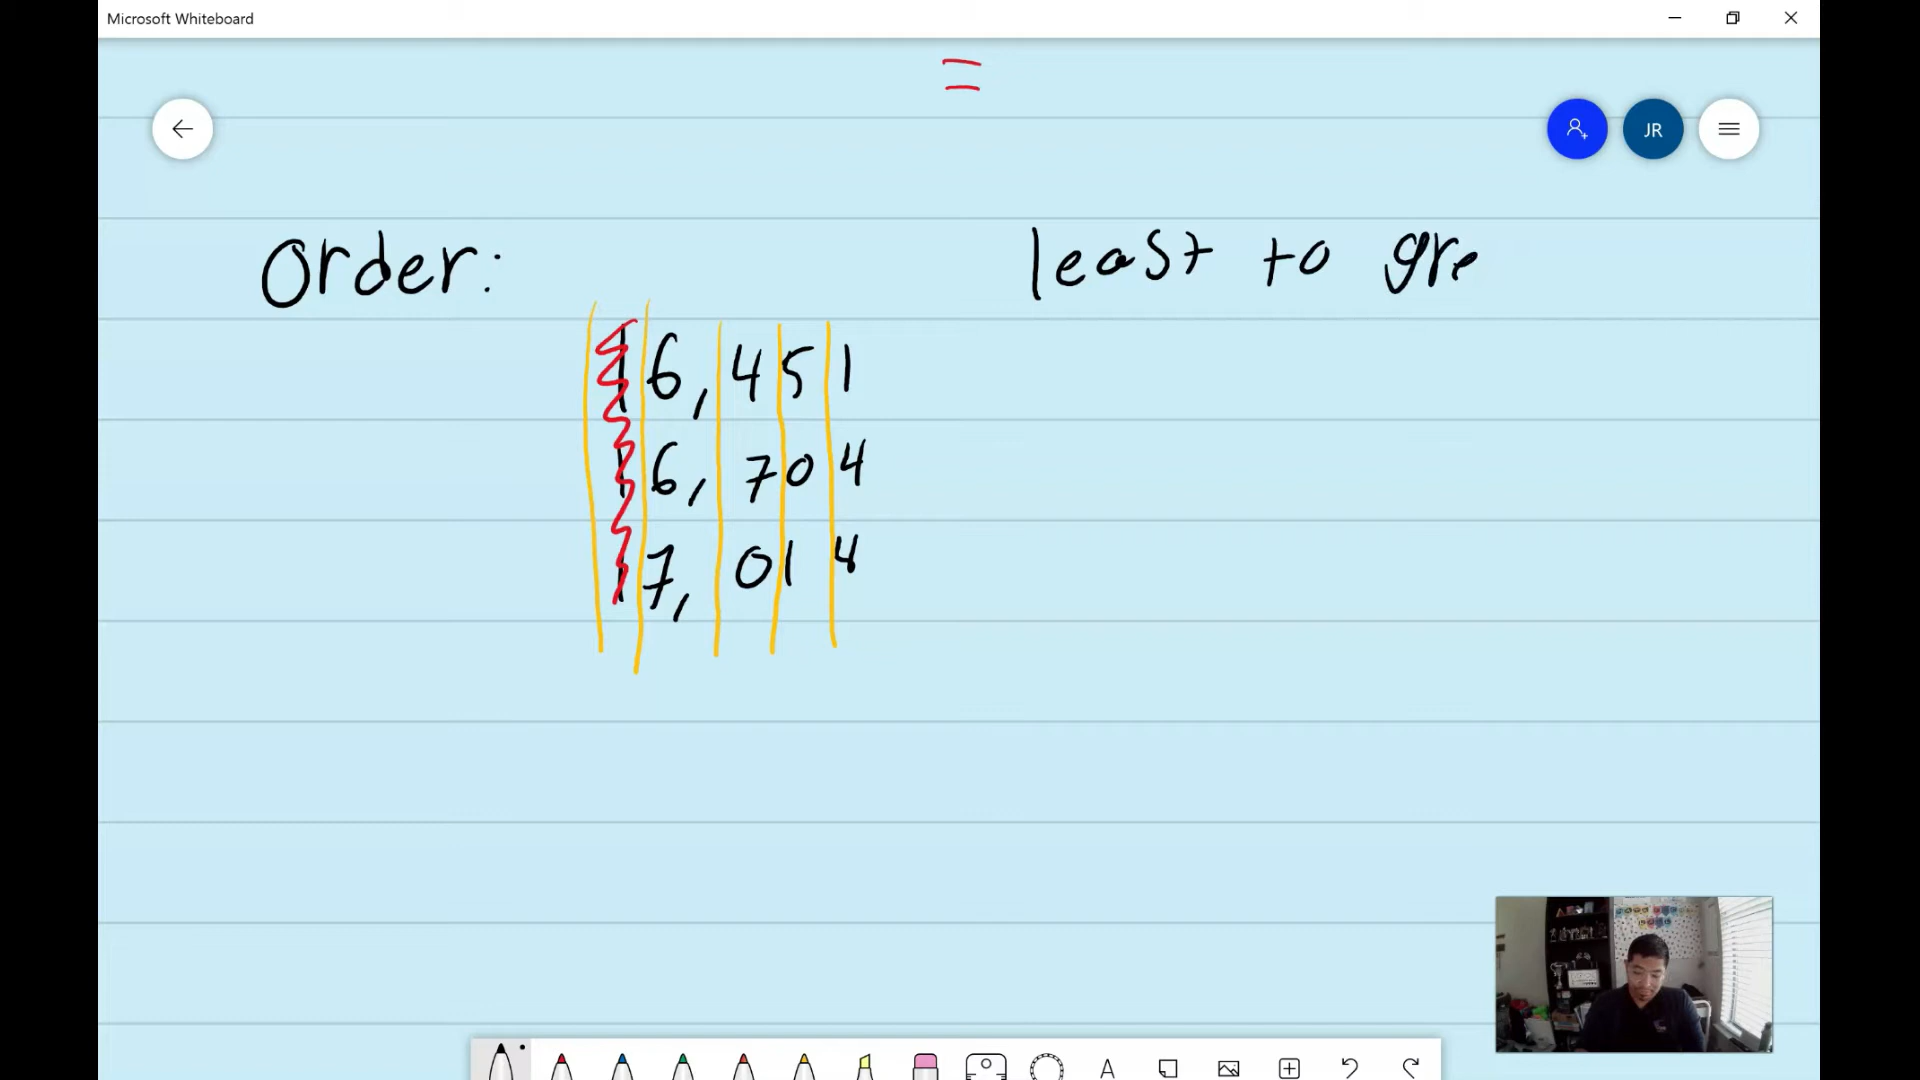 Microsoft Whiteboard
=
JR
Order: least to gre
16,451
16,704
17,014
A